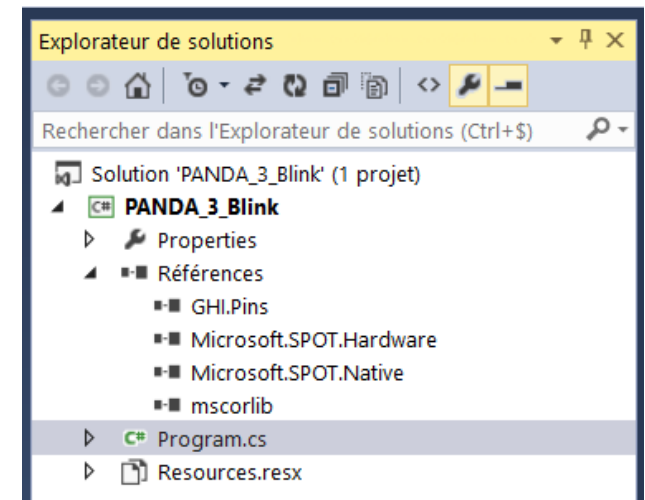 Explorateur de solutions
Rechercher dans l'Explorateur de solutions (Ctrl+$)
Solution 'PANDA_3_Blink' (1 projet)
C# PANDA_3_Blink
Properties
Références
GHI.Pins
Microsoft.SPOT.Hardware
Microsoft.SPOT.Native
mscorlib
C# Program.cs
Resources.resx